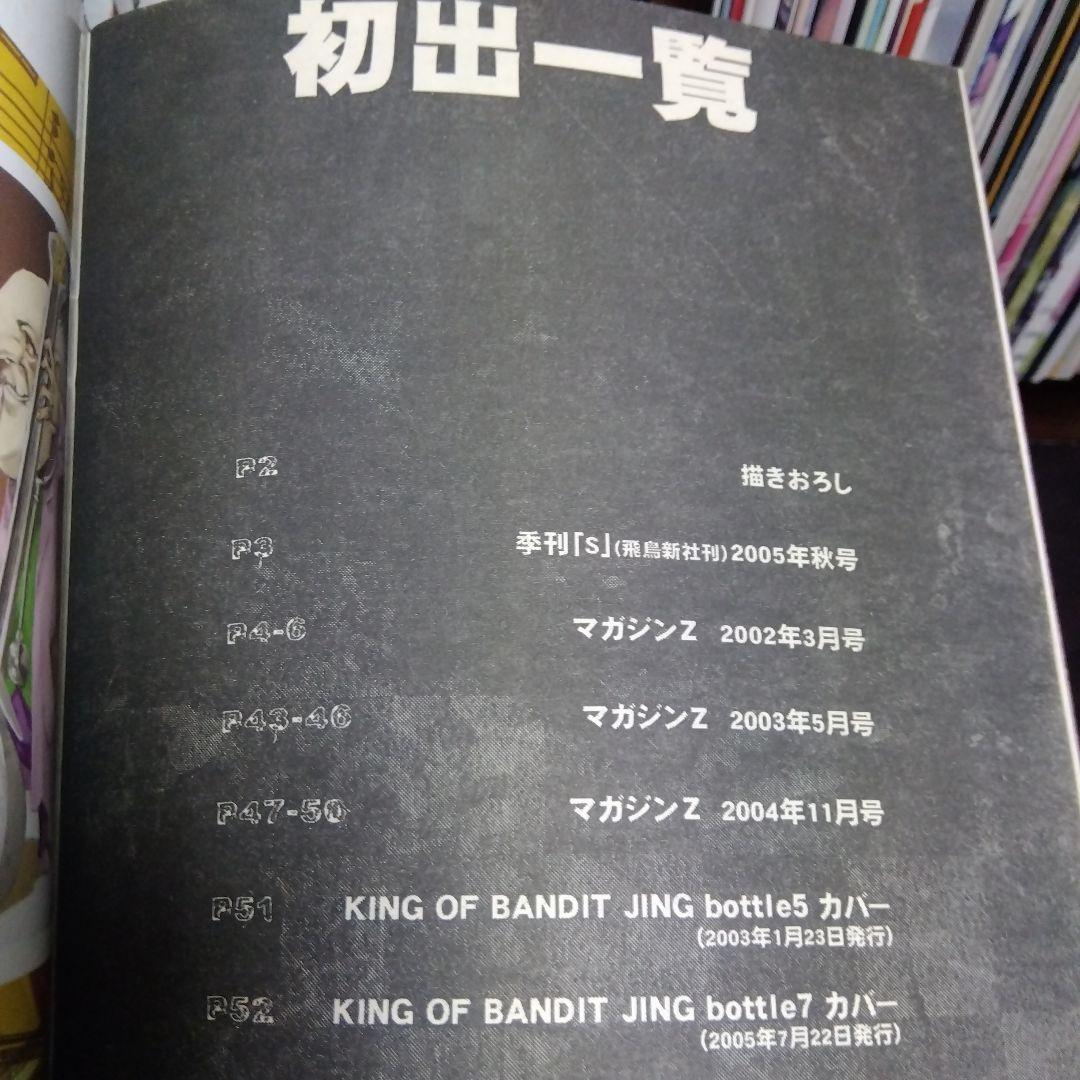 初出一覧
P2 描きおろし
P3 季刊「S」(飛鳥新社刊)2005年秋号
P4-6 マガジンZ 2002年3月号
P43-46 マガジンZ 2003年5月号
P47-50 マガジンZ 2004年11月号
P51 KING OF BANDIT JING bottle5 カバー
(2003年1月23日発行)
P52 KING OF BANDIT JING bottle7 カバー
(2005年7月22日発行)